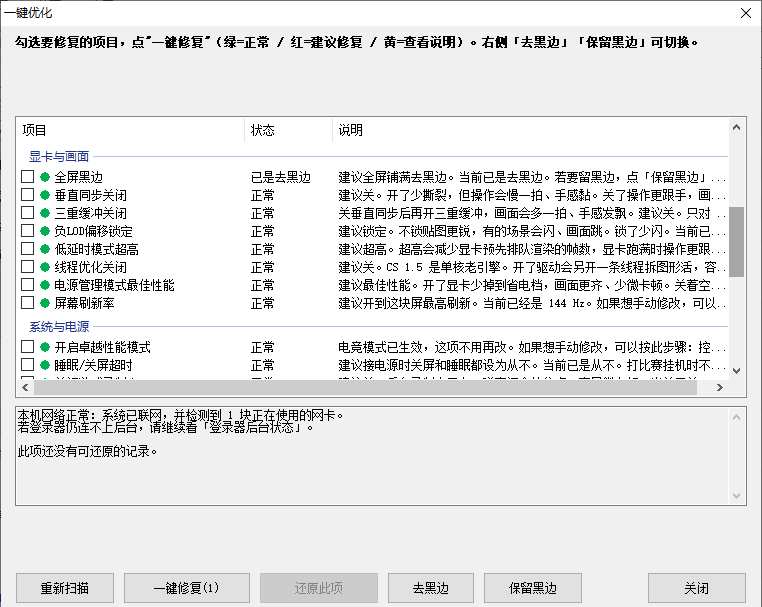 一键优化
勾选要修复的项目，点"一键修复"（绿=正常 / 红=建议修复 / 黄=查看说明）。右侧「去黑边」「保留黑边」可切换。
项目 状态 说明
显卡与画面
全屏黑边 已是去黑边 建议全屏铺满去黑边。当前已是去黑边。若要留黑边，点「保留黑边」...
垂直同步关闭 正常 建议关。开了少撕裂，但操作会慢一拍、手感黏。关了操作更跟手，画...
三重缓冲关闭 正常 关垂直同步后再开三重缓冲，画面会多一拍、手感发飘。建议关。只对 ...
负LOD偏移锁定 正常 建议锁定。不锁贴图更锐，有的场景会闪、画面跳。锁了少闪。当前已...
低延时模式超高 正常 建议超高。超高会减少显卡预先排队渲染的帧数，显卡跑满时操作更跟...
线程优化关闭 正常 建议关。CS 1.5 是单核老引擎。开了驱动会另开一条线程拆图形活，容...
电源管理模式最佳性能 正常 建议最佳性能。开了显卡少掉到省电档，画面更齐、少微卡顿。关着空...
屏幕刷新率 正常 建议开到这块屏最高刷新。当前已经是 144 Hz。如果想手动修改，可以...
系统与电源
开启卓越性能模式 正常 电竞模式已生效，这项不用再改。如果想手动修改，可以按此步骤：控...
睡眠/关屏超时 正常 建议接电源时关屏和睡眠都设为从不。当前已是从不。打比赛挂机时不...
本机网络正常：系统已联网，并检测到 1 块正在使用的网卡。
若登录器仍连不上后台，请继续看「登录器后台状态」。
此项还没有可还原的记录。
重新扫描 一键修复(1) 还原此项 去黑边 保留黑边 关闭